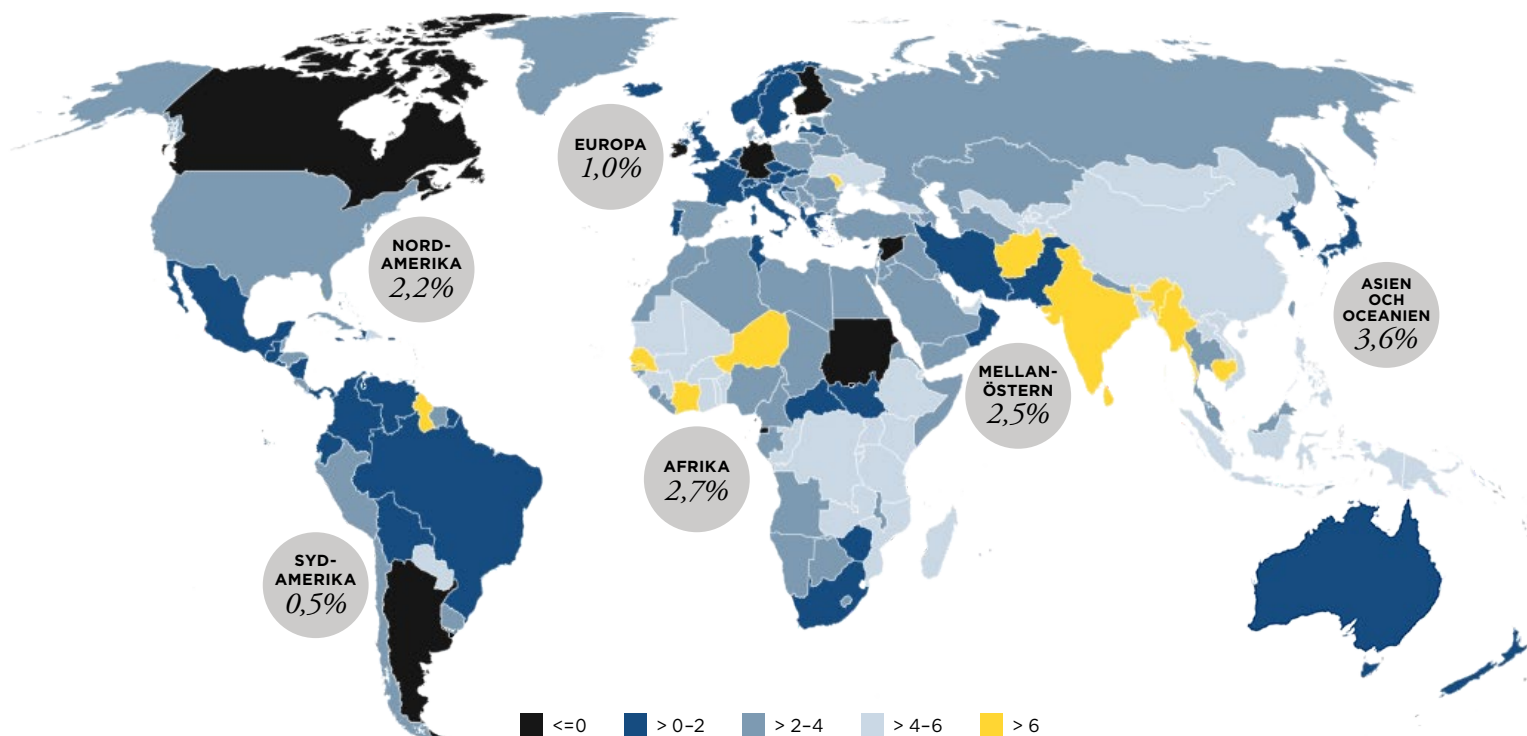 EUROPA
1,0%
NORD-
AMERIKA
2,2%
ASIEN
OCH
OCEANIEN
3,6%
MELLAN-
ÖSTERN
2,5%
AFRIKA
2,7%
SYD-
AMERIKA
0,5%
<=0 > 0–2 > 2–4 > 4–6 > 6